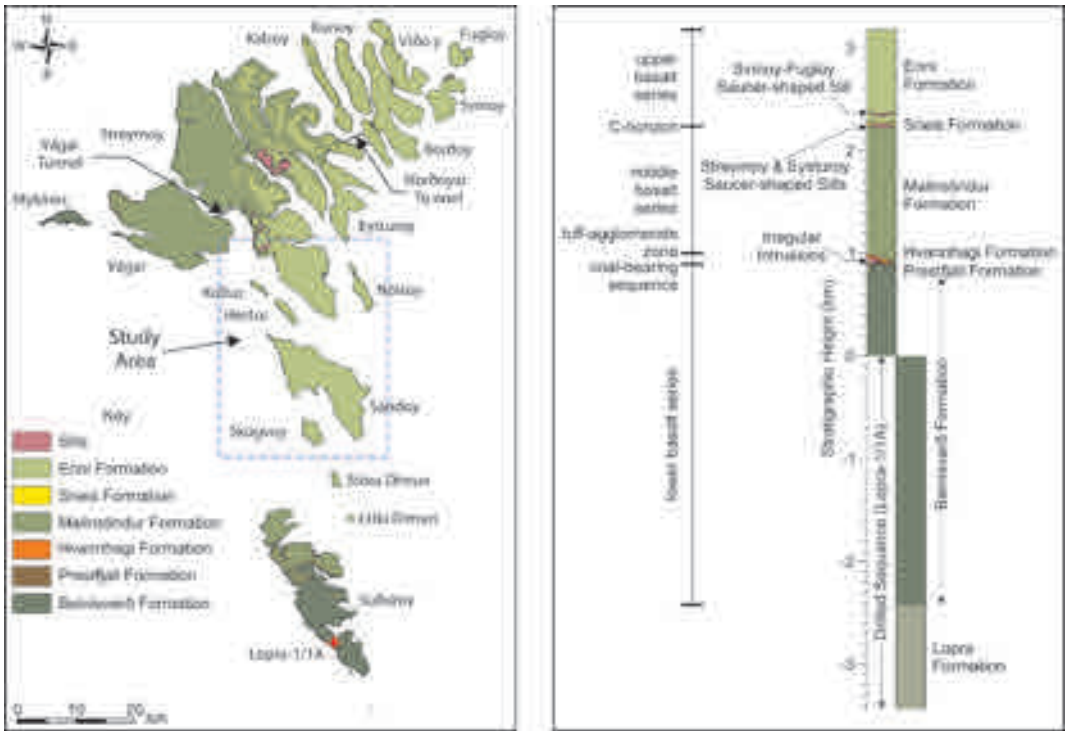 N
W
Kalsoy
Kunoy
Viðoy
Fugloy
Svínoy
Borðoy
Streymoy
Vágar
Tunnel
Mykines
Vágar
Tunnel
Eysturoy
Koltur
Hestur
Nólsoy
Study
Area
Sandoy
Skúvoy
Key
Sills
Enni Formation
Sneis Formation
Malinstindur Formation
Hvannhagi Formation
Prestfjall Formation
Beinisvørð Formation
Stóra Dímun
Lítla Dímun
Suðuroy
Lopra-1/1A
0 10 20
km
upper
basalt
series
C-horizon
middle
basalt
series
tuff-agglomerate
zone
coal-bearing
sequence
lower basalt series
Svínoy-Fugloy
Saucer-shaped Sill
Streymoy & Eysturoy
Saucer-shaped Sills
Irregular
Intrusions
Stratigraphic Height (km)
3
2
1
0
-1
Drilled Sequence (Lopra-1/1A)
Enni
Formation
Sneis Formation
Malinstindur
Formation
Hvannhagi Formation
Prestfjall Formation
Beinisvørð Formation
Lopra
Formation